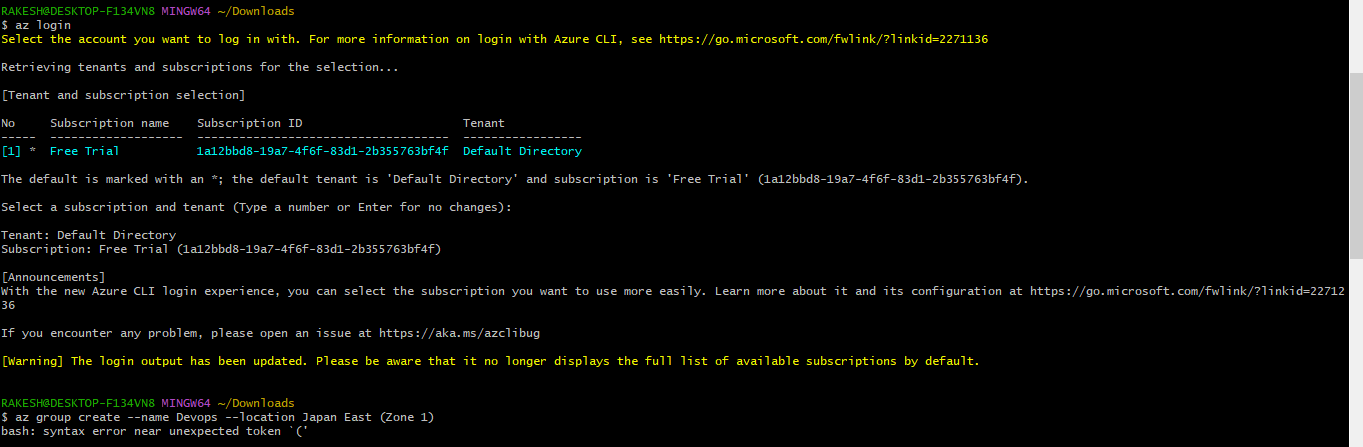 RAKESH@DESKTOP-F134VN8 MINGW64 ~/Downloads
$ az login
Select the account you want to log in with. For more information on login with Azure CLI, see https://go.microsoft.com/fwlink/?linkid=2271136
Retrieving tenants and subscriptions for the selection...
[Tenant and subscription selection]
No     Subscription name    Subscription ID                       Tenant
-----  -------------------  ------------------------------------  -----------------
[1] *  Free Trial           1a12bbd8-19a7-4f6f-83d1-2b355763bf4f  Default Directory
The default is marked with an *; the default tenant is 'Default Directory' and subscription is 'Free Trial' (1a12bbd8-19a7-4f6f-83d1-2b355763bf4f).
Select a subscription and tenant (Type a number or Enter for no changes):
Tenant: Default Directory
Subscription: Free Trial (1a12bbd8-19a7-4f6f-83d1-2b355763bf4f)
[Announcements]
With the new Azure CLI login experience, you can select the subscription you want to use more easily. Learn more about it and its configuration at https://go.microsoft.com/fwlink/?linkid=22712
36
If you encounter any problem, please open an issue at https://aka.ms/azclibug
[Warning] The login output has been updated. Please be aware that it no longer displays the full list of available subscriptions by default.
RAKESH@DESKTOP-F134VN8 MINGW64 ~/Downloads
$ az group create --name Devops --location Japan East (Zone 1)
bash: syntax error near unexpected token `('